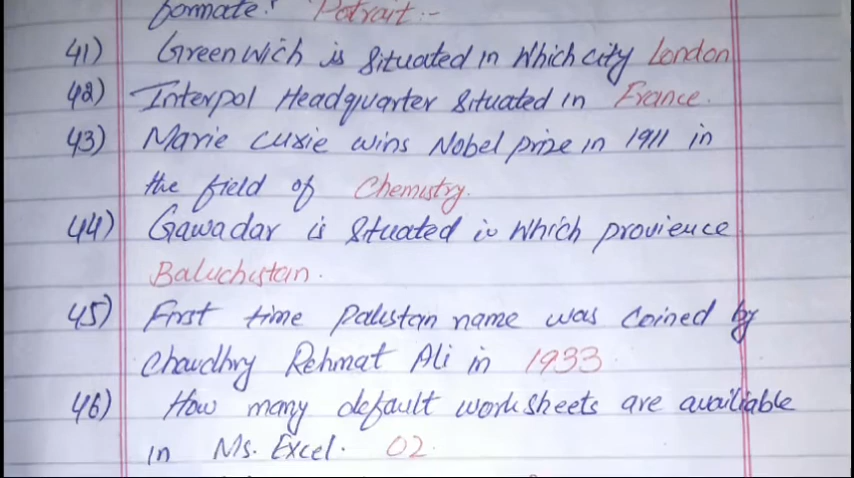 formate? Potrait:-
41) Greenwich is situated in which city London
42) Interpol Headquarter situated in France.
43) Marie Curie wins Nobel prize in 1911 in
the field of Chemistry.
44) Gawadar is situated in which provience
Baluchistan.
45) First time Pakistan name was coined by
Chaudhry Rehmat Ali in 1933
46) How many default worksheets are availiable
in Ms. Excel. 02.